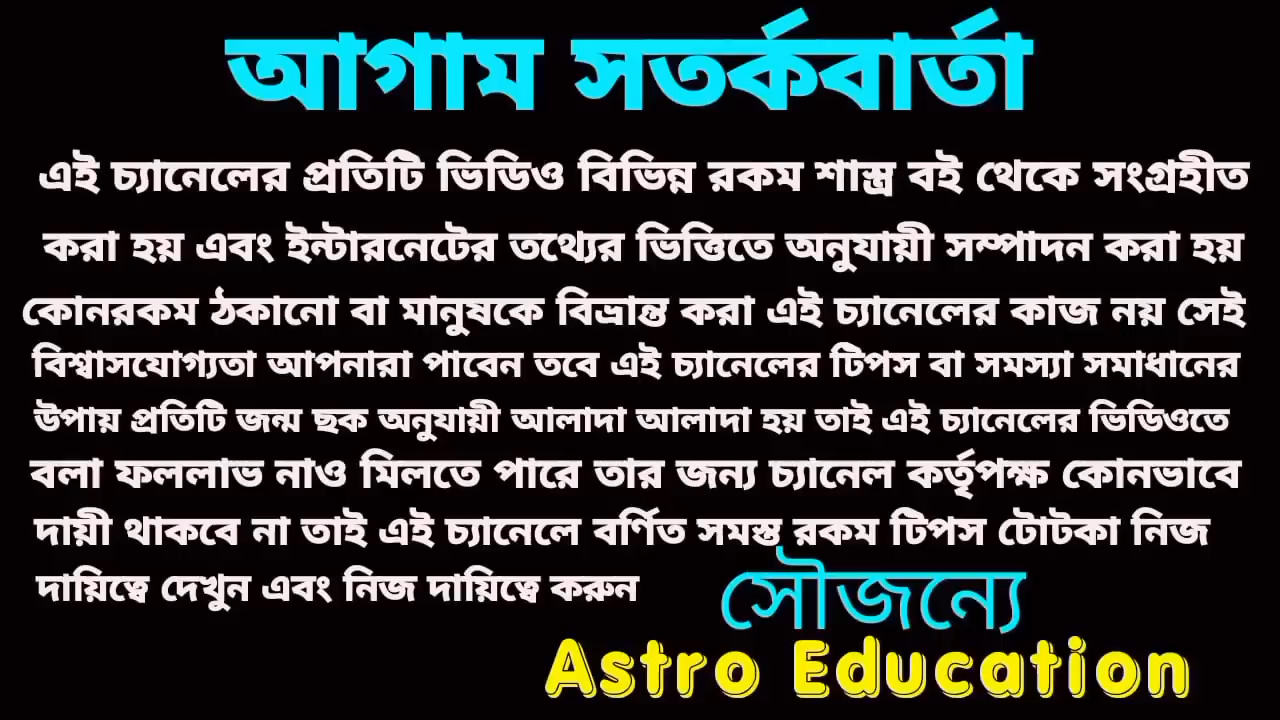 আগাম সতর্কবার্তা
এই চ্যানেলের প্রতিটি ভিডিও বিভিন্ন রকম শাস্ত্র বই থেকে সংগ্রহীত
করা হয় এবং ইন্টারনেটের তথ্যের ভিত্তিতে অনুযায়ী সম্পাদন করা হয়
কোনরকম ঠকানো বা মানুষকে বিভ্রান্ত করা এই চ্যানেলের কাজ নয় সেই
বিশ্বাসযোগ্যতা আপনারা পাবেন তবে এই চ্যানেলের টিপস বা সমস্যা সমাধানের
উপায় প্রতিটি জন্ম ছক অনুযায়ী আলাদা আলাদা হয় তাই এই চ্যানেলের ভিডিওতে
বলা ফললাভ নাও মিলতে পারে তার জন্য চ্যানেল কর্তৃপক্ষ কোনভাবে
দায়ী থাকবে না তাই এই চ্যানেলে বর্ণিত সমস্ত রকম টিপস টোটকা নিজ
দায়িত্বে দেখুন এবং নিজ দায়িত্বে করুন
সৌজন্যে
Astro Education